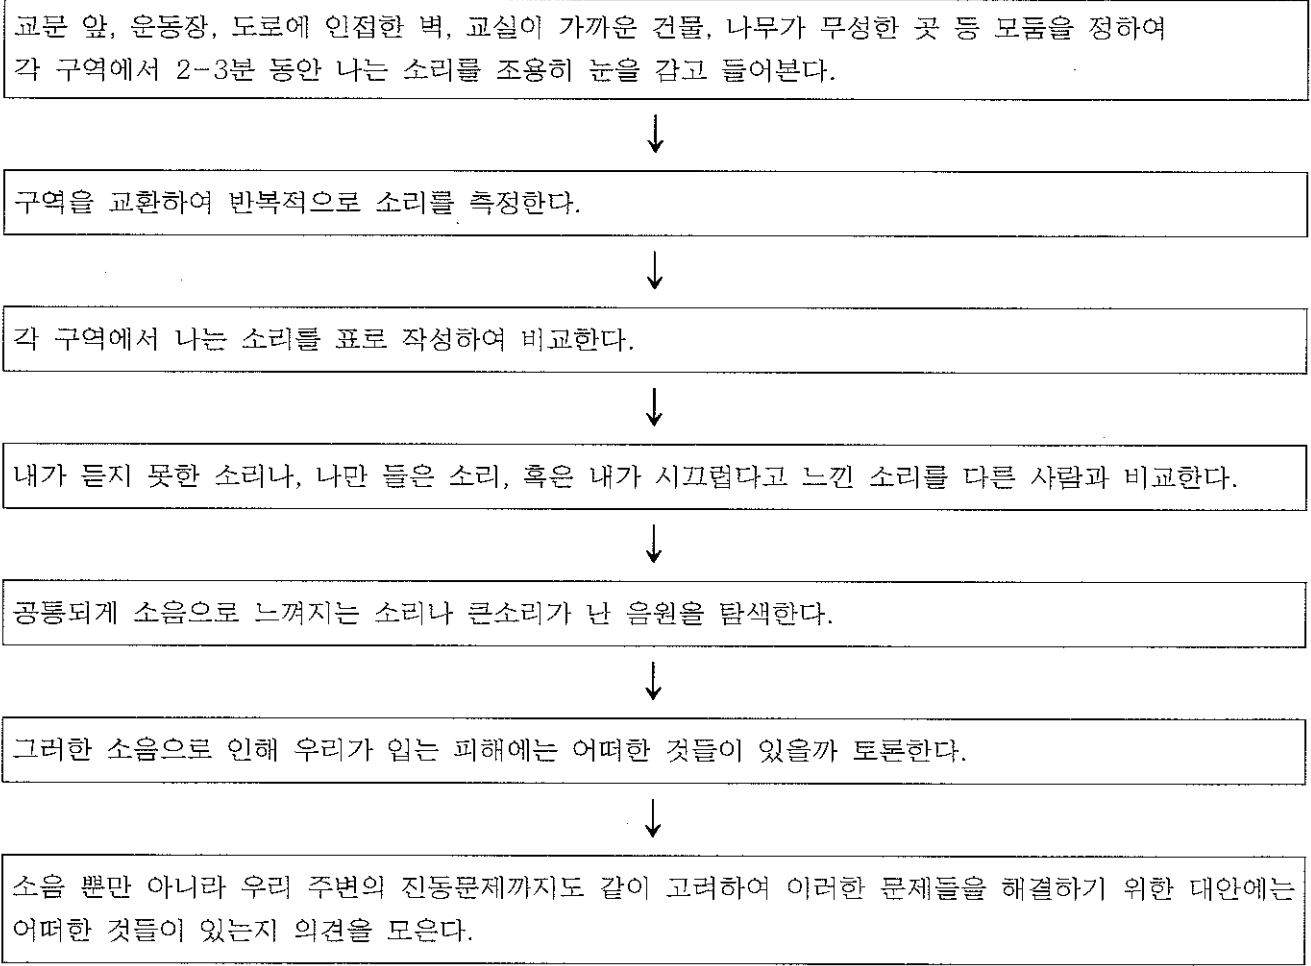 교문 앞, 운동장, 도로에 인접한 벽, 교실이 가까운 건물, 나무가 무성한 곳 등 모둠을 정하여
각 구역에서 2-3분 동안 나는 소리를 조용히 눈을 감고 들어본다.
↓
구역을 교환하여 반복적으로 소리를 측정한다.
↓
각 구역에서 나는 소리를 표로 작성하여 비교한다.
↓
내가 듣지 못한 소리나, 나만 들은 소리, 혹은 내가 시끄럽다고 느낀 소리를 다른 사람과 비교한다.
↓
공통되게 소음으로 느껴지는 소리나 큰소리가 난 음원을 탐색한다.
↓
그러한 소음으로 인해 우리가 입는 피해에는 어떠한 것들이 있을까 토론한다.
↓
소음 뿐만 아니라 우리 주변의 진동문제까지도 같이 고려하여 이러한 문제들을 해결하기 위한 대안에는
어떠한 것들이 있는지 의견을 모은다.